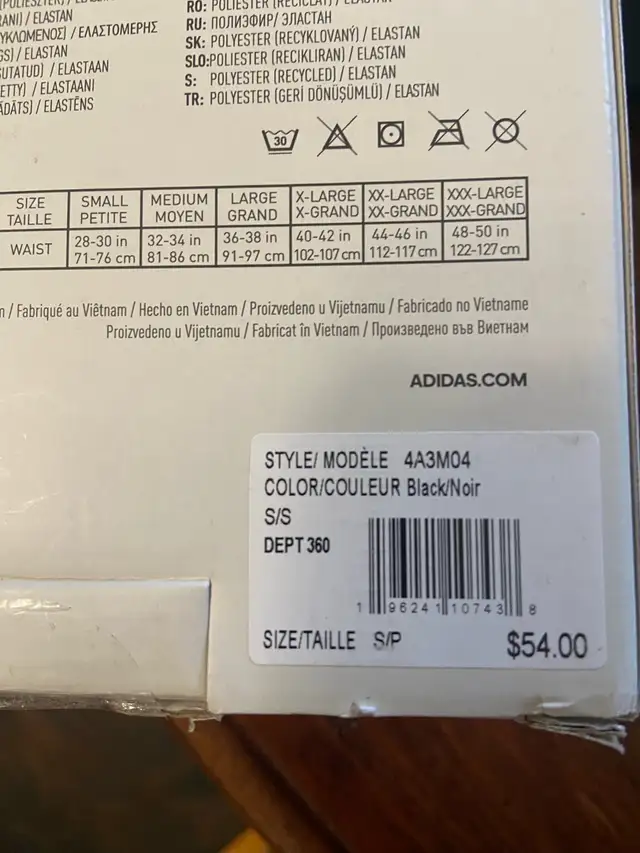 RO: POLIESTER (RECICLAT) / ELASTAN
RANI) / ELASTAN
RU: ПОЛИЭФИР/ ЭЛАСТАН
/ ΕΛΑΣΤΟΜΕΡΗΣ
SK: POLYESTER (RECYKLOVANÝ) / ELASTAN
GS) / ELASTAN
SLO:POLIESTER (RECIKLIRAN) / ELASTAN
SUTATUD) / ELASTAAN
S: POLYESTER (RECYCLED) / ELASTAN
ETTY) / ELASTAANI
TR: POLYESTER (GERİ DÖNÜŞÜMLÜ) / ELASTAN
ĀDĀTS) / ELASTĒNS
30
SIZE TAILLE SMALL PETITE MEDIUM MOYEN LARGE GRAND X-LARGE X-GRAND XX-LARGE XX-GRAND XXX-LARGE XXX-GRAND
WAIST 28-30 in 71-76 cm 32-34 in 81-86 cm 36-38 in 91-97 cm 40-42 in 102-107 cm 44-46 in 112-117 cm 48-50 in 122-127 cm
n / Fabriqué au Viêtnam / Hecho en Vietnam / Proizvedeno u Vijetnamu / Fabricado no Vietname
Proizvedeno u Vijetnamu / Fabricat în Vietnam / Произведено във Виетнам
ADIDAS.COM
STYLE/ MODÈLE 4A3M04
COLOR/COULEUR Black/Noir
S/S
DEPT 360
1 96241 10743 8
SIZE/TAILLE S/P $54.00